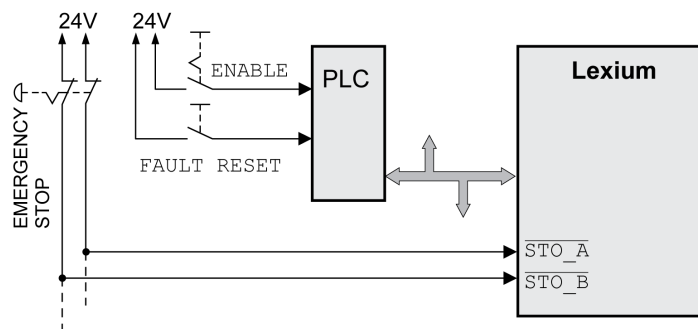 24V
24V
ENABLE
PLC
Lexium
EMERGENCY
STOP
FAULT RESET
STO_A
STO_B